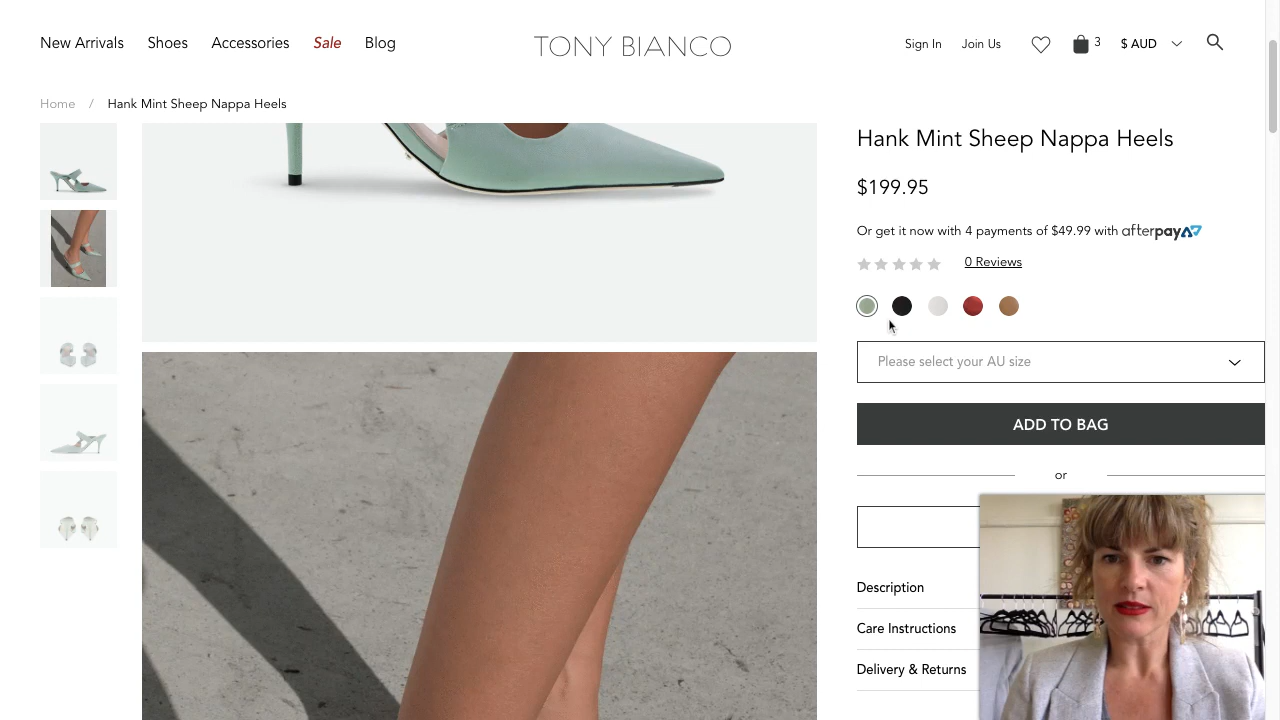 New Arrivals Shoes Accessories Sale Blog TONY BIANCO Sign In Join Us 3 $ AUD
Home / Hank Mint Sheep Nappa Heels
Hank Mint Sheep Nappa Heels
$199.95
Or get it now with 4 payments of $49.99 with afterpay
0 Reviews
Please select your AU size
ADD TO BAG
or
Description
Care Instructions
Delivery & Returns